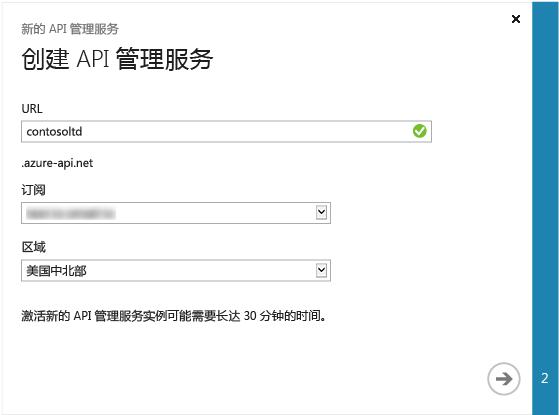 新的 API 管理服务
创建 API 管理服务
URL
contosoltd
.azure-api.net
订阅
区域
美国中北部
激活新的 API 管理服务实例可能需要长达 30 分钟的时间。
2